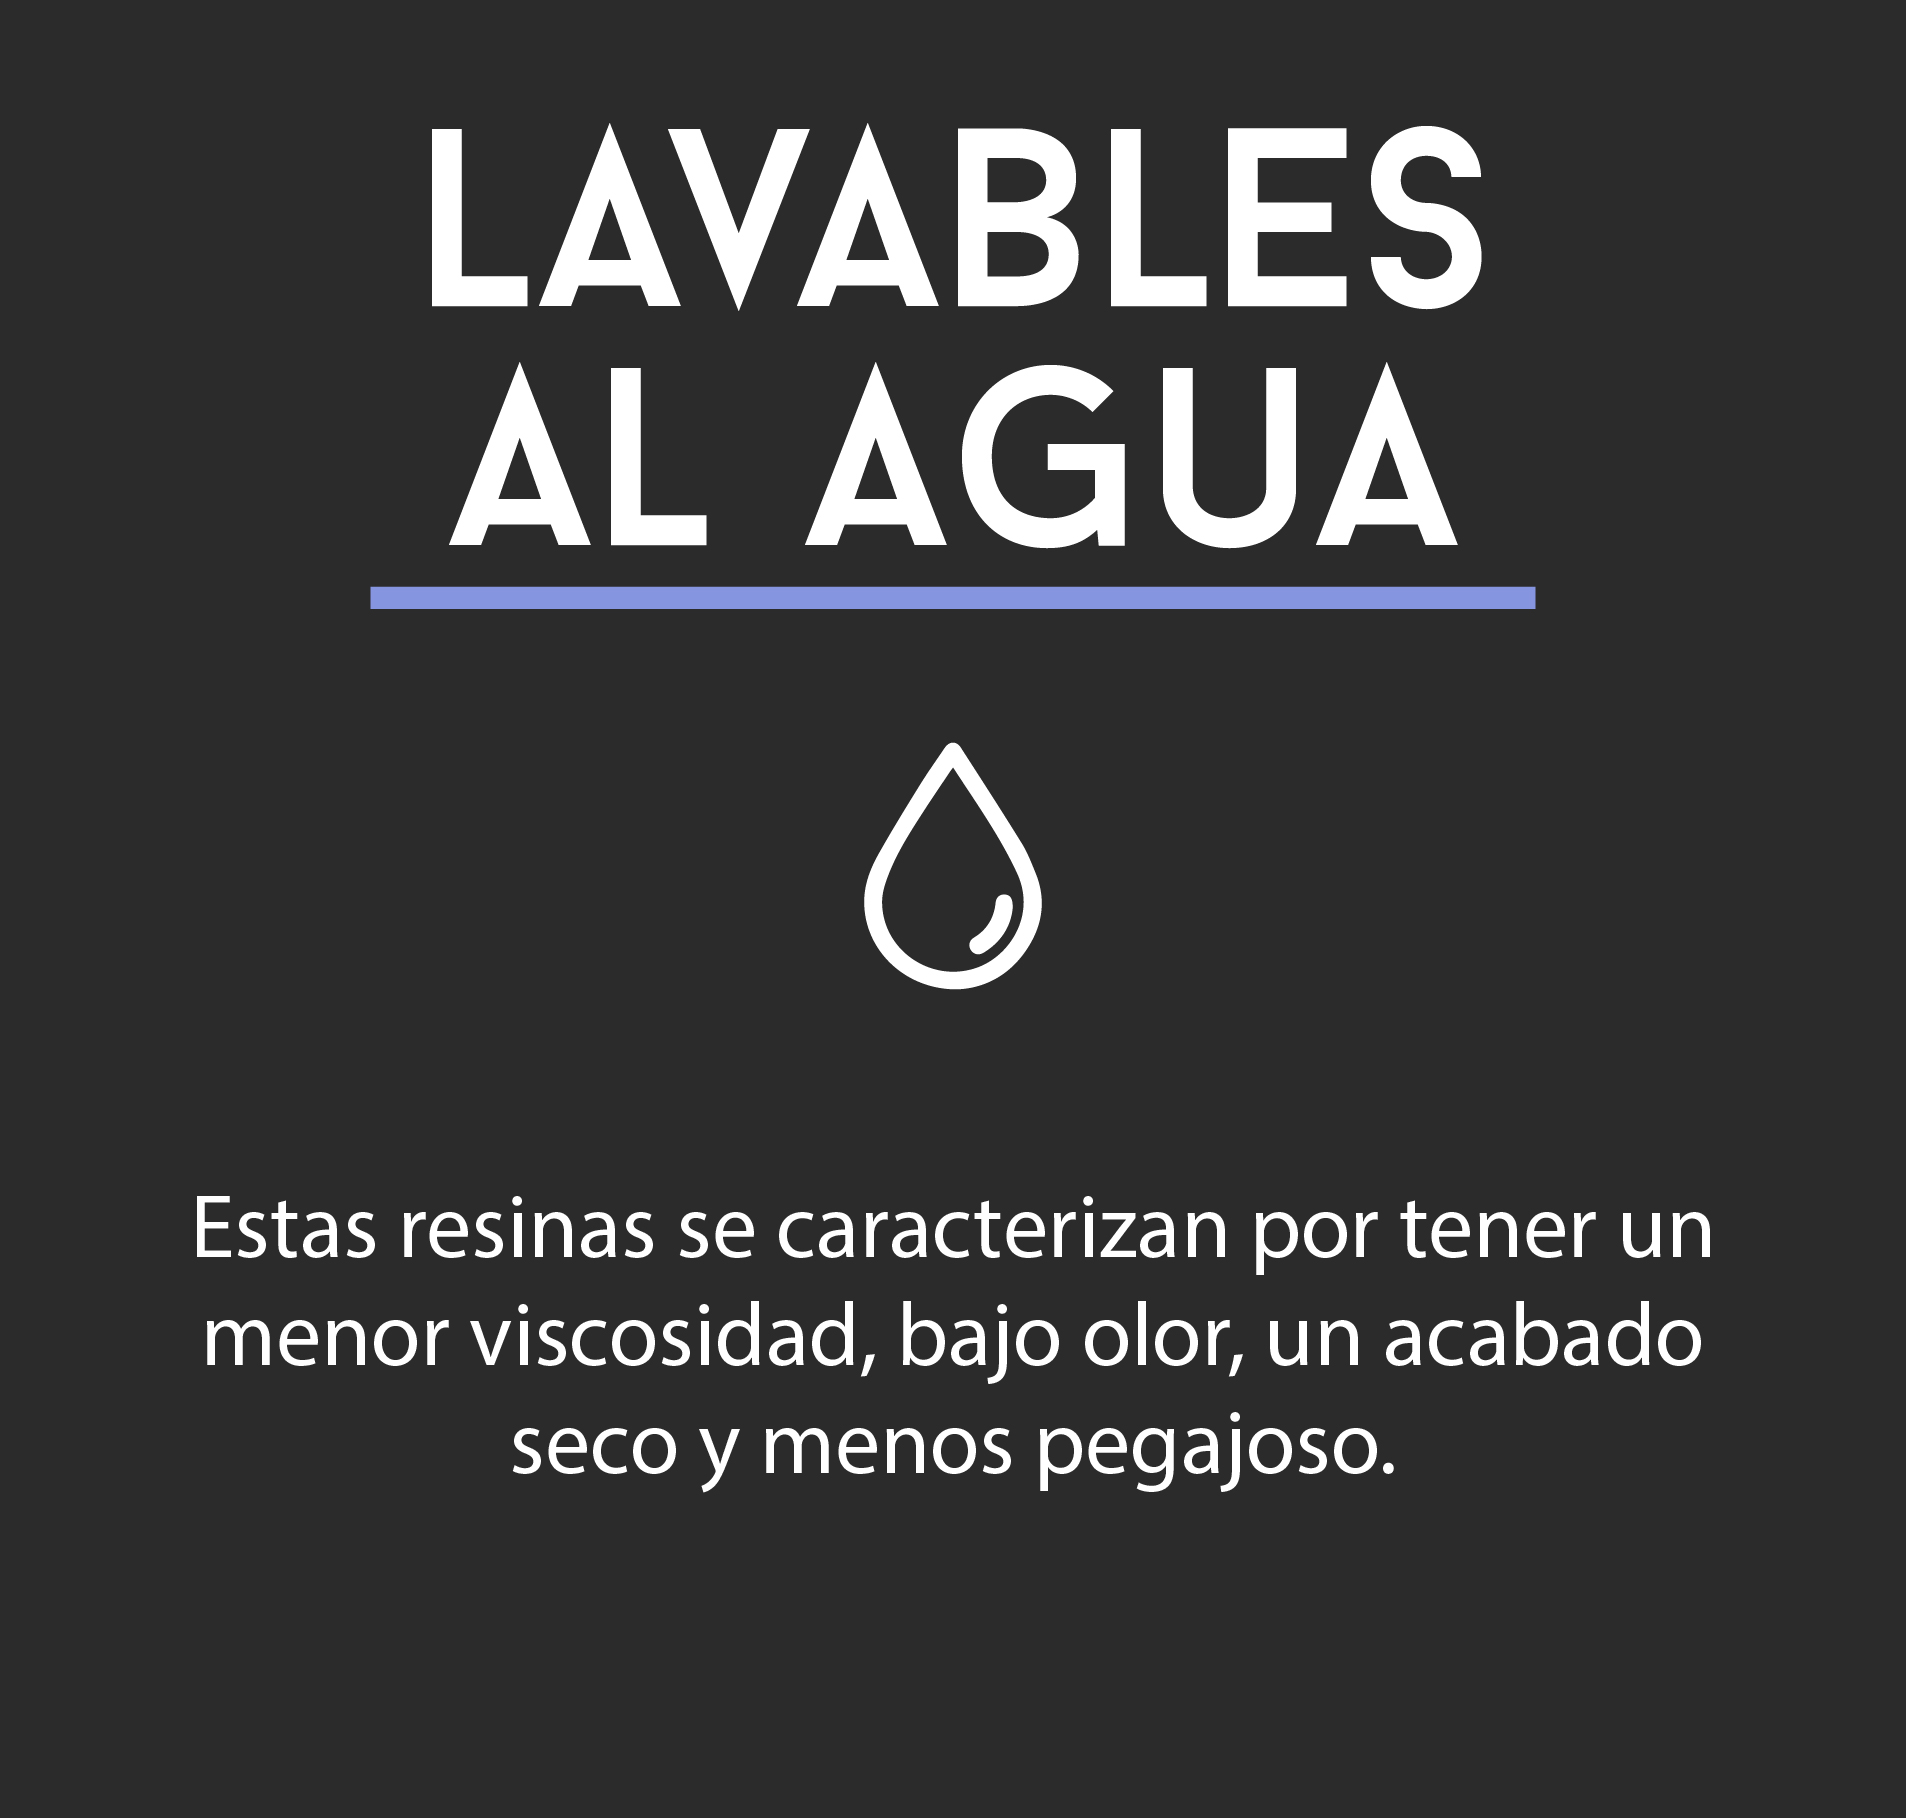 LAVABLES
AL AGUA
Estas resinas se caracterizan por tener un
menor viscosidad, bajo olor, un acabado
seco y menos pegajoso.